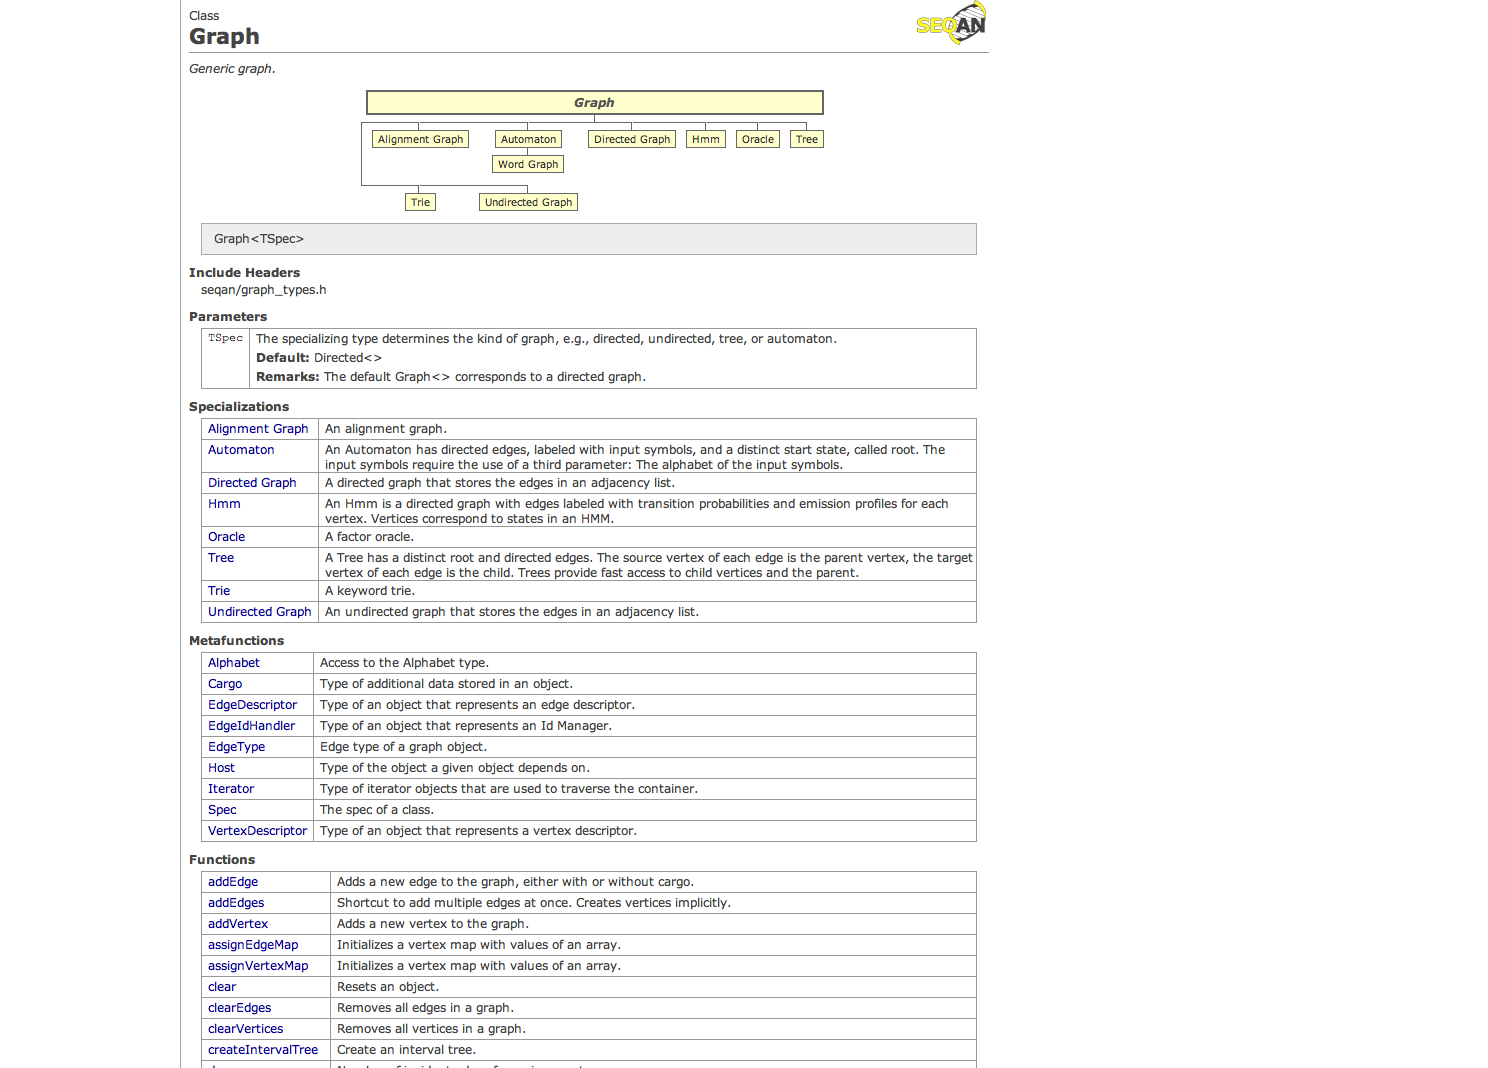 Class
Graph
SEQAN
Generic graph.
Graph
Alignment Graph Automaton Directed Graph Hmm Oracle Tree
Word Graph
Trie Undirected Graph
Graph<TSpec>
Include Headers
seqan/graph_types.h
Parameters
TSpec The specializing type determines the kind of graph, e.g., directed, undirected, tree, or automaton.
Default: Directed<>
Remarks: The default Graph<> corresponds to a directed graph.
Specializations
Alignment Graph An alignment graph.
Automaton An Automaton has directed edges, labeled with input symbols, and a distinct start state, called root. The
input symbols require the use of a third parameter: The alphabet of the input symbols.
Directed Graph A directed graph that stores the edges in an adjacency list.
Hmm An Hmm is a directed graph with edges labeled with transition probabilities and emission profiles for each
vertex. Vertices correspond to states in an HMM.
Oracle A factor oracle.
Tree A Tree has a distinct root and directed edges. The source vertex of each edge is the parent vertex, the target
vertex of each edge is the child. Trees provide fast access to child vertices and the parent.
Trie A keyword trie.
Undirected Graph An undirected graph that stores the edges in an adjacency list.
Metafunctions
Alphabet Access to the Alphabet type.
Cargo Type of additional data stored in an object.
EdgeDescriptor Type of an object that represents an edge descriptor.
EdgeIdHandler Type of an object that represents an Id Manager.
EdgeType Edge type of a graph object.
Host Type of the object a given object depends on.
Iterator Type of iterator objects that are used to traverse the container.
Spec The spec of a class.
VertexDescriptor Type of an object that represents a vertex descriptor.
Functions
addEdge Adds a new edge to the graph, either with or without cargo.
addEdges Shortcut to add multiple edges at once. Creates vertices implicitly.
addVertex Adds a new vertex to the graph.
assignEdgeMap Initializes a vertex map with values of an array.
assignVertexMap Initializes a vertex map with values of an array.
clear Resets an object.
clearEdges Removes all edges in a graph.
clearVertices Removes all vertices in a graph.
createIntervalTree Create an interval tree.